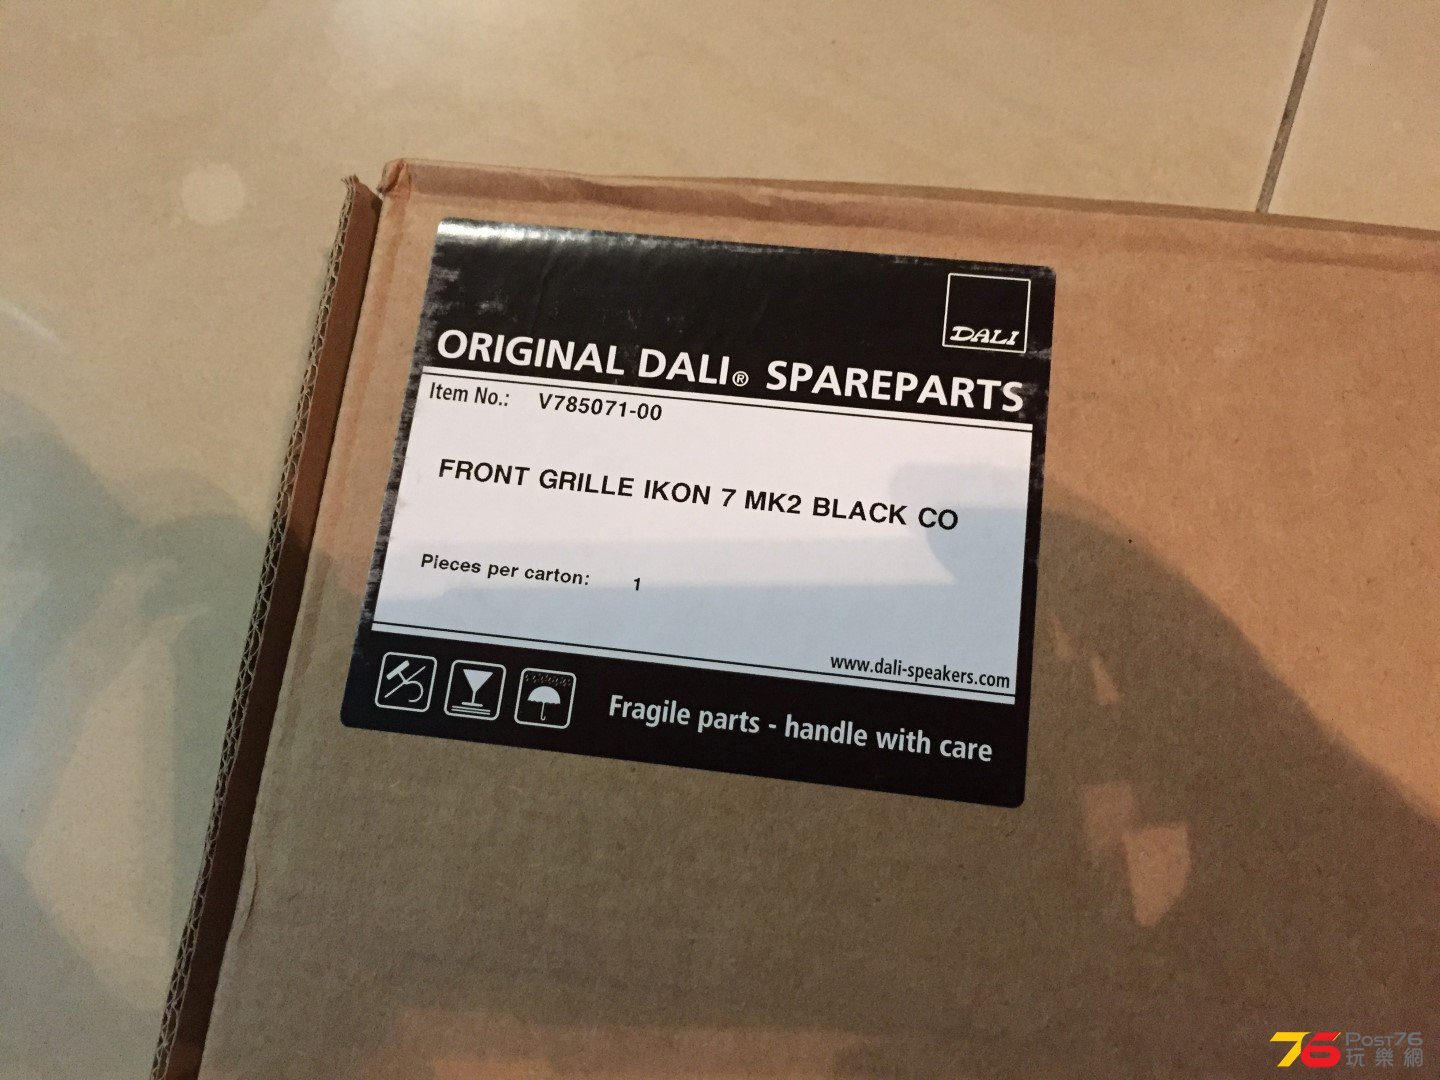 DALI
ORIGINAL DALI® SPAREPARTS
Item No.: V785071-00
FRONT GRILLE IKON 7 MK2 BLACK CO
Pieces per carton: 1
www.dali-speakers.com
Fragile parts - handle with care
76 Post76
玩樂網